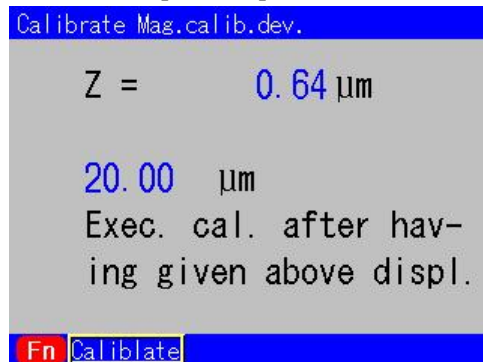 Calibrate Mag.calib.dev.
Z = 0.64 μm
20.00 μm
Exec. cal. after hav-
ing given above displ.
Fn Caliblate